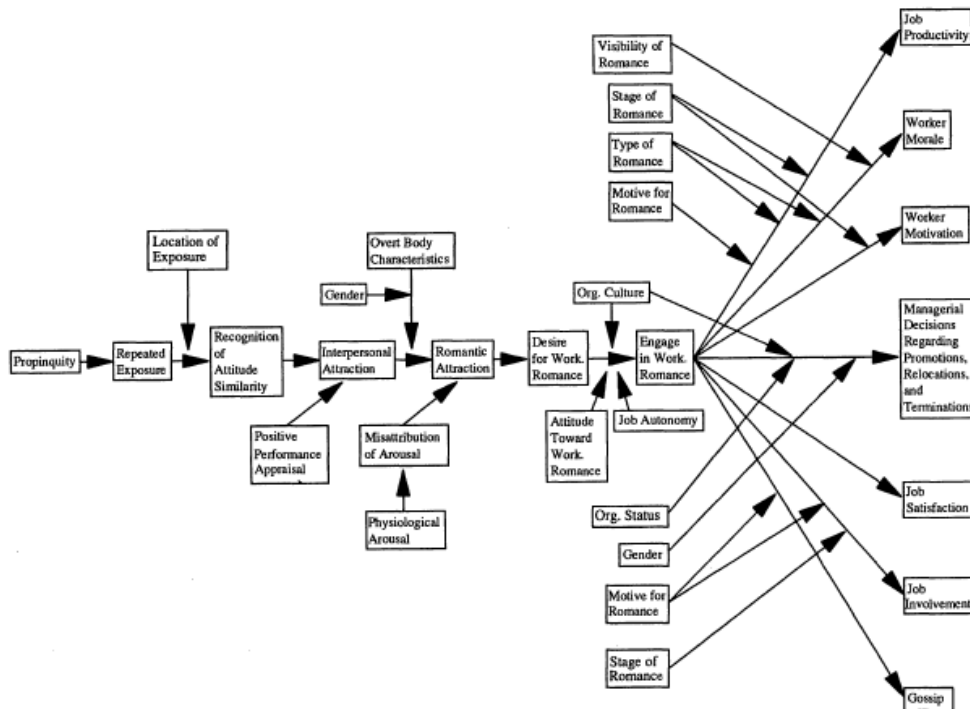 Job
Productivity
Visibility of
Romance
Stage of
Romance
Worker
Morale
Type of
Romance
Motive for
Romance
Worker
Motivation
Location of
Exposure
Overt Body
Characteristics
Gender
Org. Culture
Managerial
Decisions
Regarding
Promotions,
Relocations,
and
Terminations
Propinquity
Repeated
Exposure
Recognition
of
Attitude
Similarity
Interpersonal
Attraction
Romantic
Attraction
Desire
for Work.
Romance
Engage
in Work.
Romance
Positive
Performance
Appraisal
Misattribution
of Arousal
Attitude
Toward
Work.
Romance
Job Autonomy
Physiological
Arousal
Org. Status
Job
Satisfaction
Gender
Motive for
Romance
Job
Involvement
Stage of
Romance
Gossip